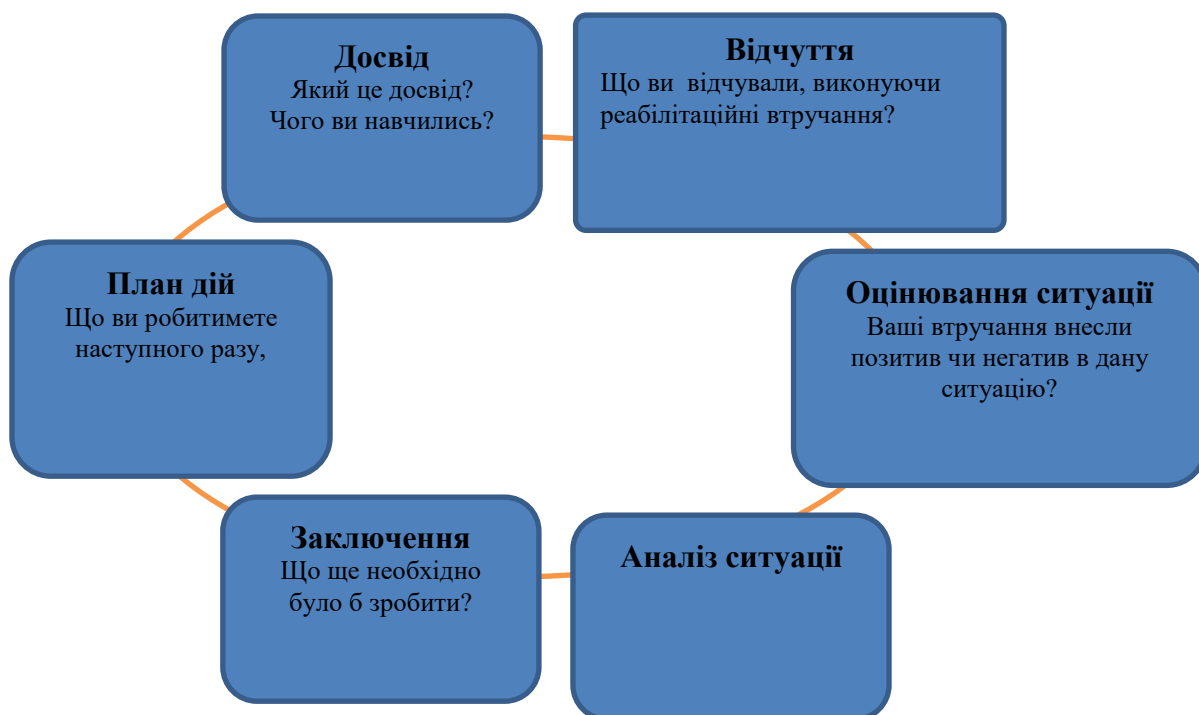 Досвід
Який це досвід?
Чого ви навчились?
Відчуття
Що ви відчували, виконуючи
реабілітаційні втручання?
Оцінювання ситуації
Ваші втручання внесли
позитив чи негатив в дану
ситуацію?
Аналіз ситуації
Заключення
Що ще необхідно
було б зробити?
План дій
Що ви робитимете
наступного разу,